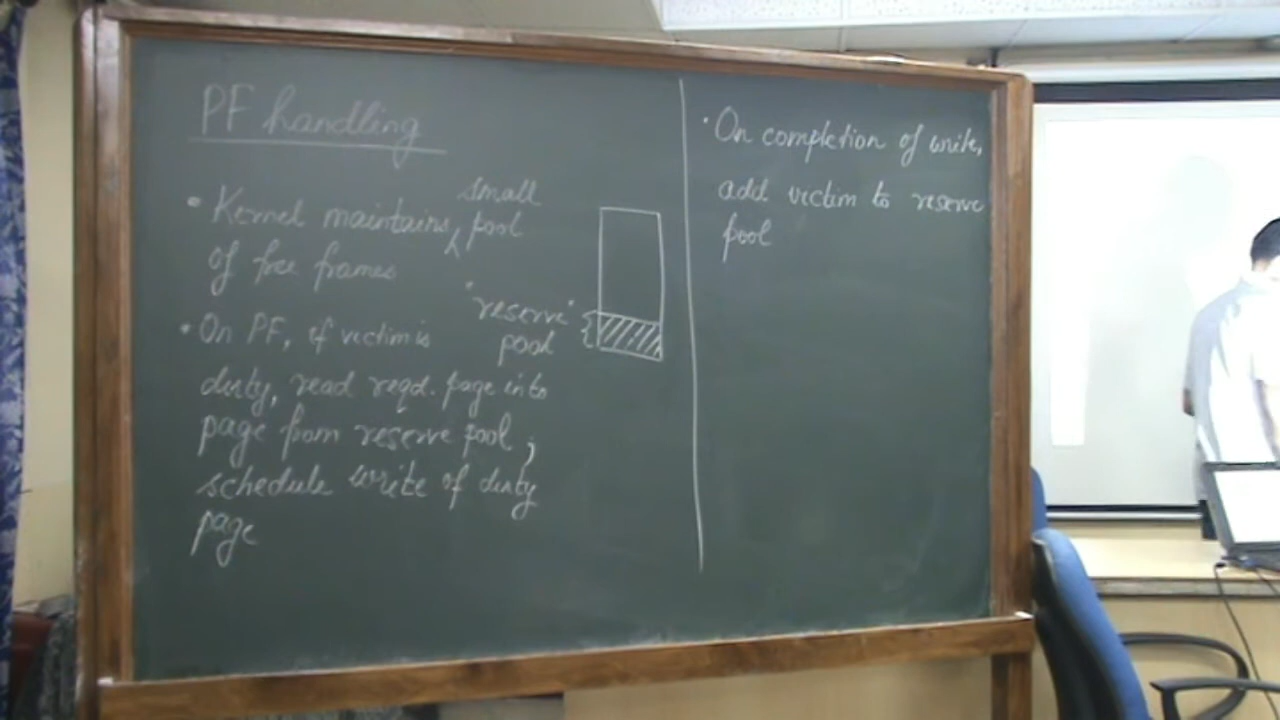 PF handling
• Kernel maintains small pool
of free frames
"reserve"
pool
• On PF, if victim is
dirty, read reqd. page into
page from reserve pool ;
schedule write of dirty
page
• On completion of write,
add victim to reserve
pool